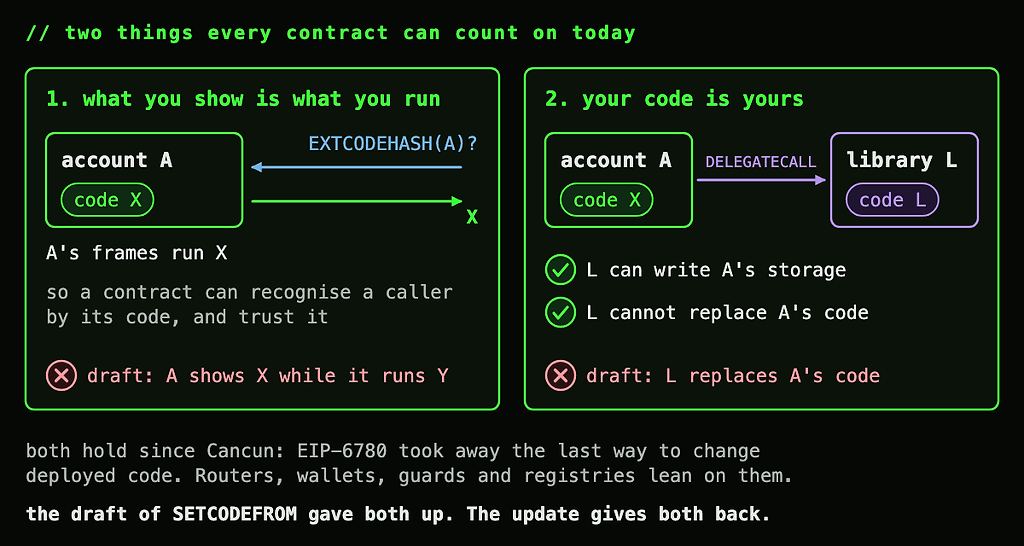 // two things every contract can count on today
1. what you show is what you run
account A
code X
EXTCODEHASH(A)?
X
A's frames run X
so a contract can recognise a caller
by its code, and trust it
draft: A shows X while it runs Y
2. your code is yours
account A
code X
DELEGATECALL
library L
code L
L can write A's storage
L cannot replace A's code
draft: L replaces A's code
both hold since Cancun: EIP-6780 took away the last way to change
deployed code. Routers, wallets, guards and registries lean on them.
the draft of SETCODEFROM gave both up. The update gives both back.